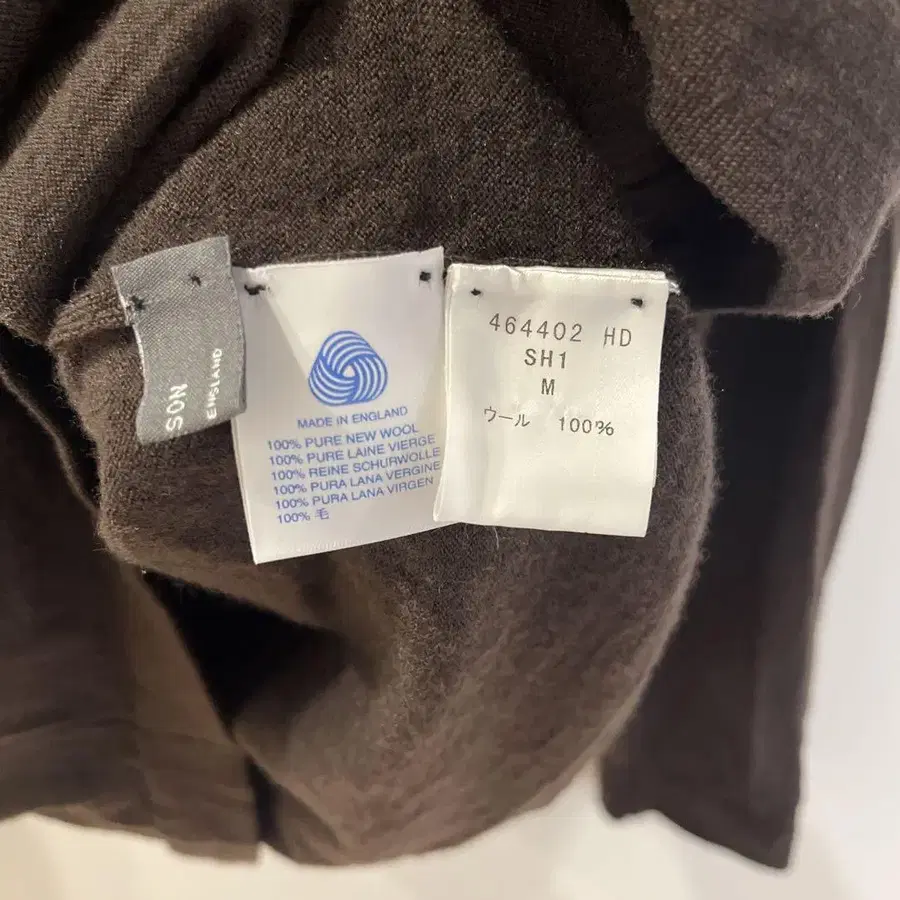 SON
ENGLAND
MADE IN ENGLAND
100% PURE NEW WOOL
100% PURE LAINE VIERGE
100% REINE SCHURWOLLE
100% PURA LANA VERGINE
100% PURA LANA VIRGEN
100% 毛
464402 HD
SH1
M
ウール 100%